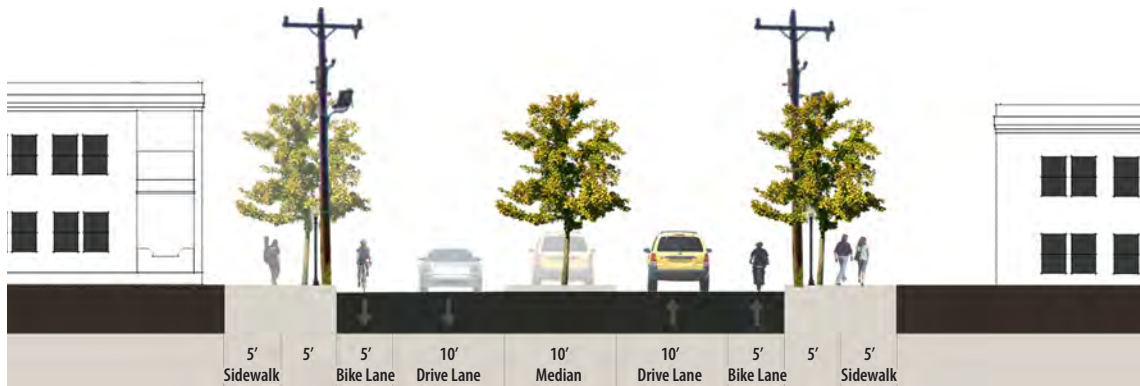 5’ 5’ 5’ 10’ 10’ 10’ 5’ 5’ 5’
Sidewalk Bike Lane Drive Lane Median Drive Lane Bike Lane Sidewalk